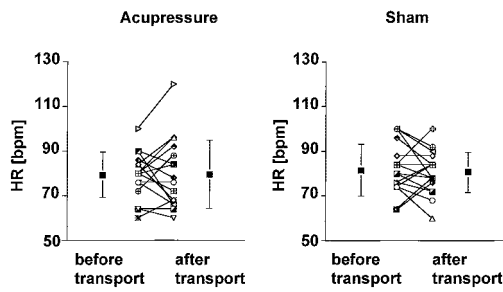 Acupressure
Sham
130
110
90
70
50
HR [bpm]
before
transport
after
transport
130
110
90
70
50
HR [bpm]
before
transport
after
transport